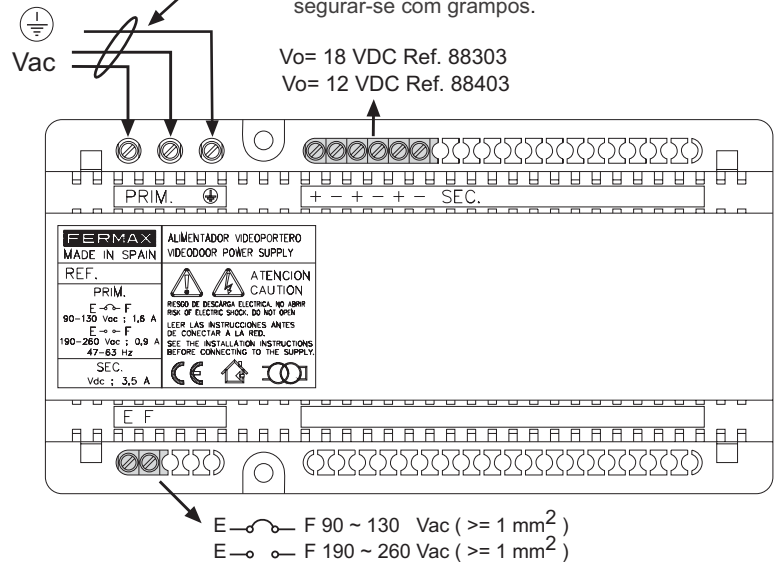 segurar-se com grampos.
Vac
Vo= 18 VDC Ref. 88303
Vo= 12 VDC Ref. 88403
PRIM.
+ - + - + - SEC.
FERMAX
MADE IN SPAIN
REF.
PRIM.
E F
90-130 Vac ; 1,6 A
E F
190-260 Vac ; 0,9 A
47-63 Hz
SEC.
Vdc ; 3,5 A
ALIMENTADOR VIDEOPORTERO
VIDEODOOR POWER SUPPLY
ATENCION
CAUTION
RIESGO DE DESCARGA ELECTRICA. NO ABRIR
RISK OF ELECTRIC SHOCK. DO NOT OPEN
LEER LAS INSTRUCCIONES ANTES
DE CONECTAR A LA RED.
SEE THE INSTALLATION INSTRUCTIONS
BEFORE CONNECTING TO THE SUPPLY.
CE
E F
E F 90 ~ 130 Vac ( >= 1 mm² )
E F 190 ~ 260 Vac ( >= 1 mm² )